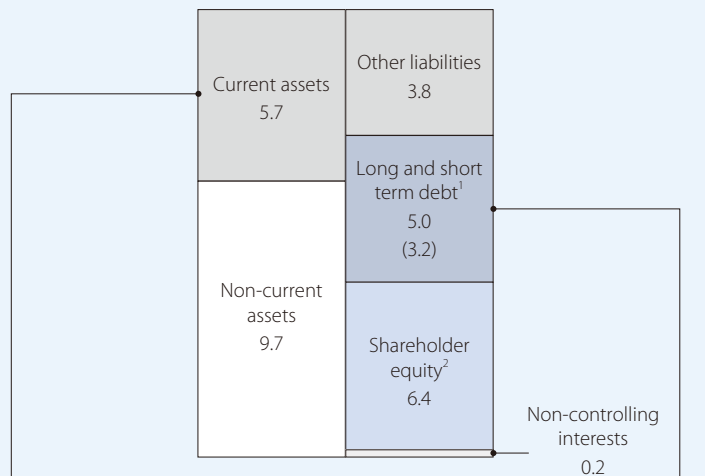 Current assets
5.7
Non-current
assets
9.7
Other liabilities
3.8
Long and short
term debt¹
5.0
(3.2)
Shareholder
equity²
6.4
Non-controlling
interests
0.2